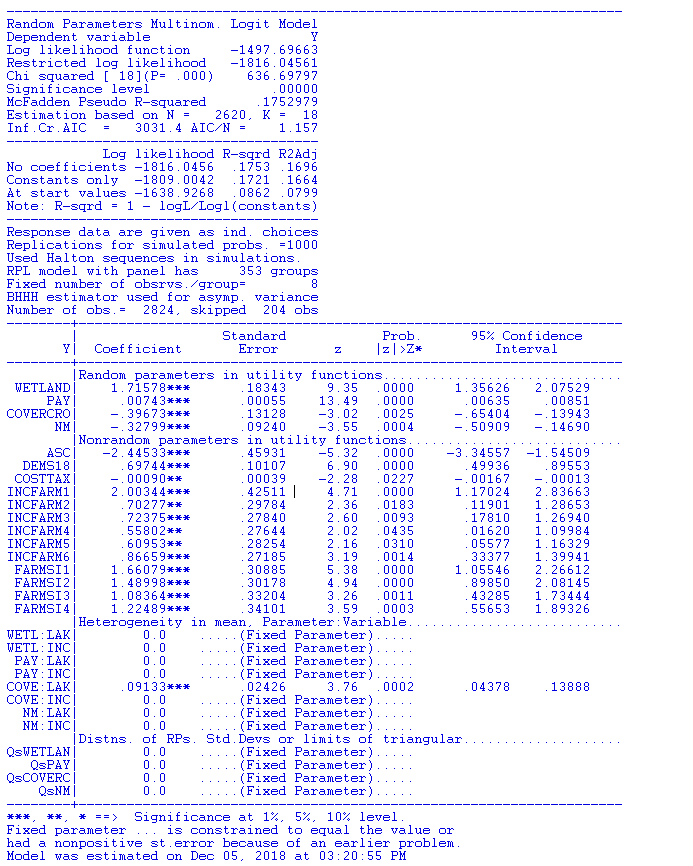 Random Parameters Multinom. Logit Model
Dependent variable                    Y
Log likelihood function     -1497.69663
Restricted log likelihood   -1816.04561
Chi squared [ 18](P= .000)    636.69797
Significance level               .00000
McFadden Pseudo R-squared      .1752979
Estimation based on N =   2620, K =  18
Inf.Cr.AIC  =   3031.4 AIC/N =    1.157
            Log likelihood R-sqrd R2Adj
No coefficients -1816.0456  .1753 .1696
Constants only  -1809.0042  .1721 .1664
At start values -1638.9268  .0862 .0799
Note: R-sqrd = 1 - logL/Logl(constants)
Response data are given as ind. choices
Replications for simulated probs. =1000
Used Halton sequences in simulations.
RPL model with panel has     353 groups
Fixed number of obsrvs./group=        8
BHHH estimator used for asymp. variance
Number of obs.=  2824, skipped  204 obs
Standard            Prob.      95% Confidence
Y|  Coefficient       Error       z    |z|>Z*         Interval
|Random parameters in utility functions..............................
WETLAND|    1.71578***      .18343     9.35  .0000     1.35626   2.07529
PAY|     .00743***      .00055    13.49  .0000      .00635    .00851
COVERCRO|    -.39673***      .13128    -3.02  .0025     -.65404   -.13943
NM|    -.32799***      .09240    -3.55  .0004     -.50909   -.14690
|Nonrandom parameters in utility functions...........................
ASC|   -2.44533***      .45931    -5.32  .0000    -3.34557  -1.54509
DEMS18|     .69744***      .10107     6.90  .0000      .49936    .89553
COSTTAX|    -.00090**       .00039    -2.28  .0227     -.00167   -.00013
INCFARM1|    2.00344***      .42511 |   4.71  .0000     1.17024   2.83663
INCFARM2|     .70277**       .29784     2.36  .0183      .11901   1.28653
INCFARM3|     .72375***      .27840     2.60  .0093      .17810   1.26940
INCFARM4|     .55802**       .27644     2.02  .0435      .01620   1.09984
INCFARM5|     .60953**       .28254     2.16  .0310      .05577   1.16329
INCFARM6|     .86659***      .27185     3.19  .0014      .33377   1.39941
FARMSI1|    1.66079***      .30885     5.38  .0000     1.05546   2.26612
FARMSI2|    1.48998***      .30178     4.94  .0000      .89850   2.08145
FARMSI3|    1.08364***      .33204     3.26  .0011      .43285   1.73444
FARMSI4|    1.22489***      .34101     3.59  .0003      .55653   1.89326
|Heterogeneity in mean, Parameter:Variable...........................
WETL:LAK|        0.0    .....(Fixed Parameter).....
WETL:INC|        0.0    .....(Fixed Parameter).....
PAY:LAK|        0.0    .....(Fixed Parameter).....
PAY:INC|        0.0    .....(Fixed Parameter).....
COVE:LAK|     .09133***      .02426     3.76  .0002      .04378    .13888
COVE:INC|        0.0    .....(Fixed Parameter).....
NM:LAK|        0.0    .....(Fixed Parameter).....
NM:INC|        0.0    .....(Fixed Parameter).....
|Distns. of RPs. Std.Devs or limits of triangular....................
QsWETLAN|        0.0    .....(Fixed Parameter).....
QsPAY|        0.0    .....(Fixed Parameter).....
QsCOVERC|        0.0    .....(Fixed Parameter).....
QsNM|        0.0    .....(Fixed Parameter).....
***, **, * ==>  Significance at 1%, 5%, 10% level.
Fixed parameter ... is constrained to equal the value or
had a nonpositive st.error because of an earlier problem.
Model was estimated on Dec 05, 2018 at 03:20:55 PM